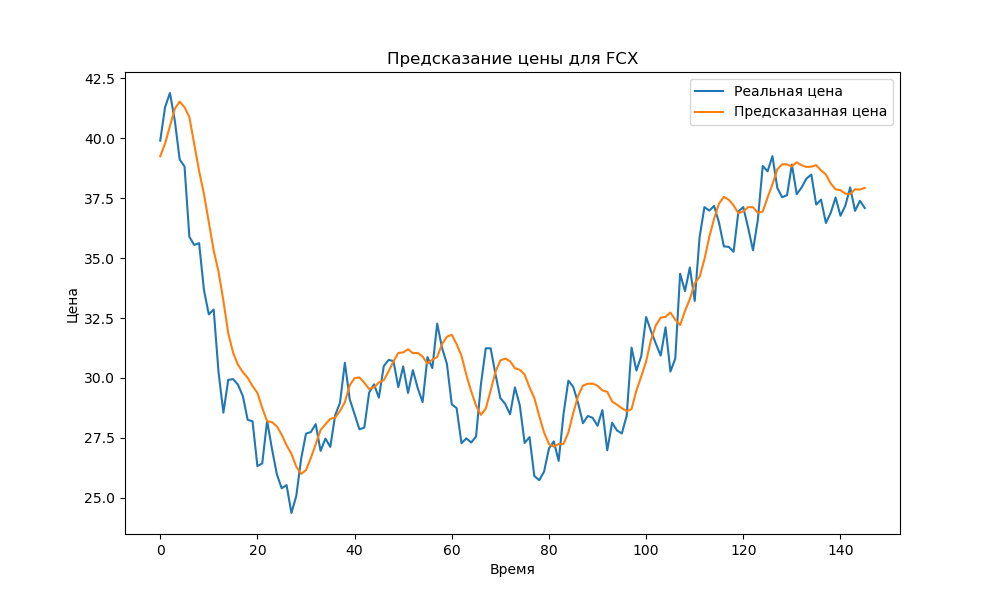 Предсказание цены для FCX
Реальная цена
Предсказанная цена
Цена
42.5
40.0
37.5
35.0
32.5
30.0
27.5
25.0
0 20 40 60 80 100 120 140
Время